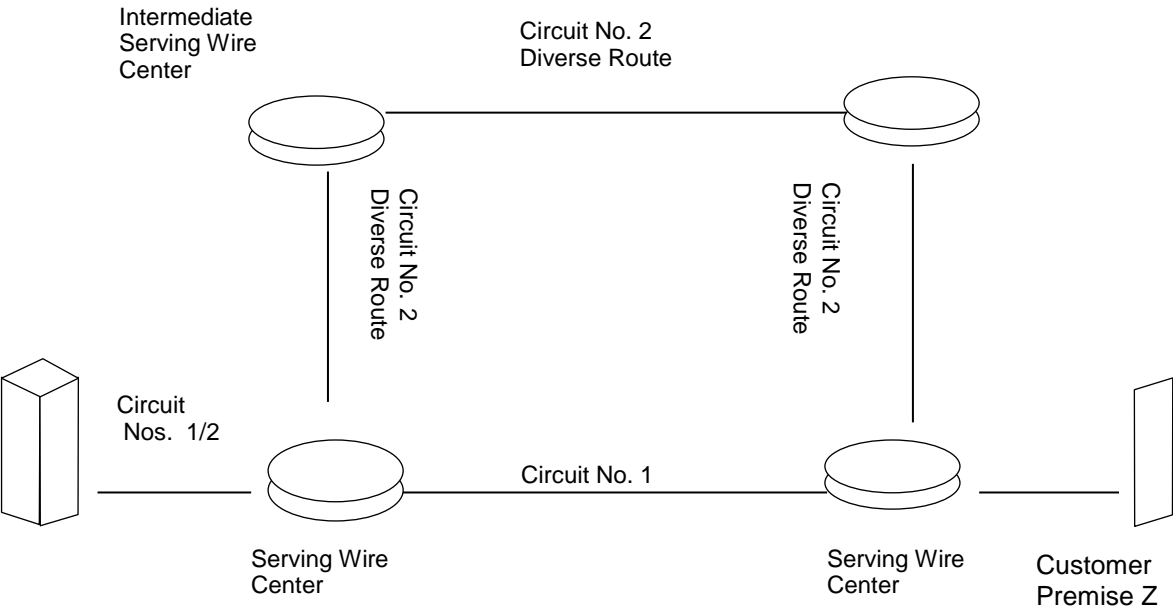 Intermediate
Serving Wire
Center
Circuit No. 2
Diverse Route
Circuit No. 2
Diverse Route
Circuit No. 2
Diverse Route
Circuit
Nos. 1/2
Circuit No. 1
Serving Wire
Center
Serving Wire
Center
Customer
Premise Z